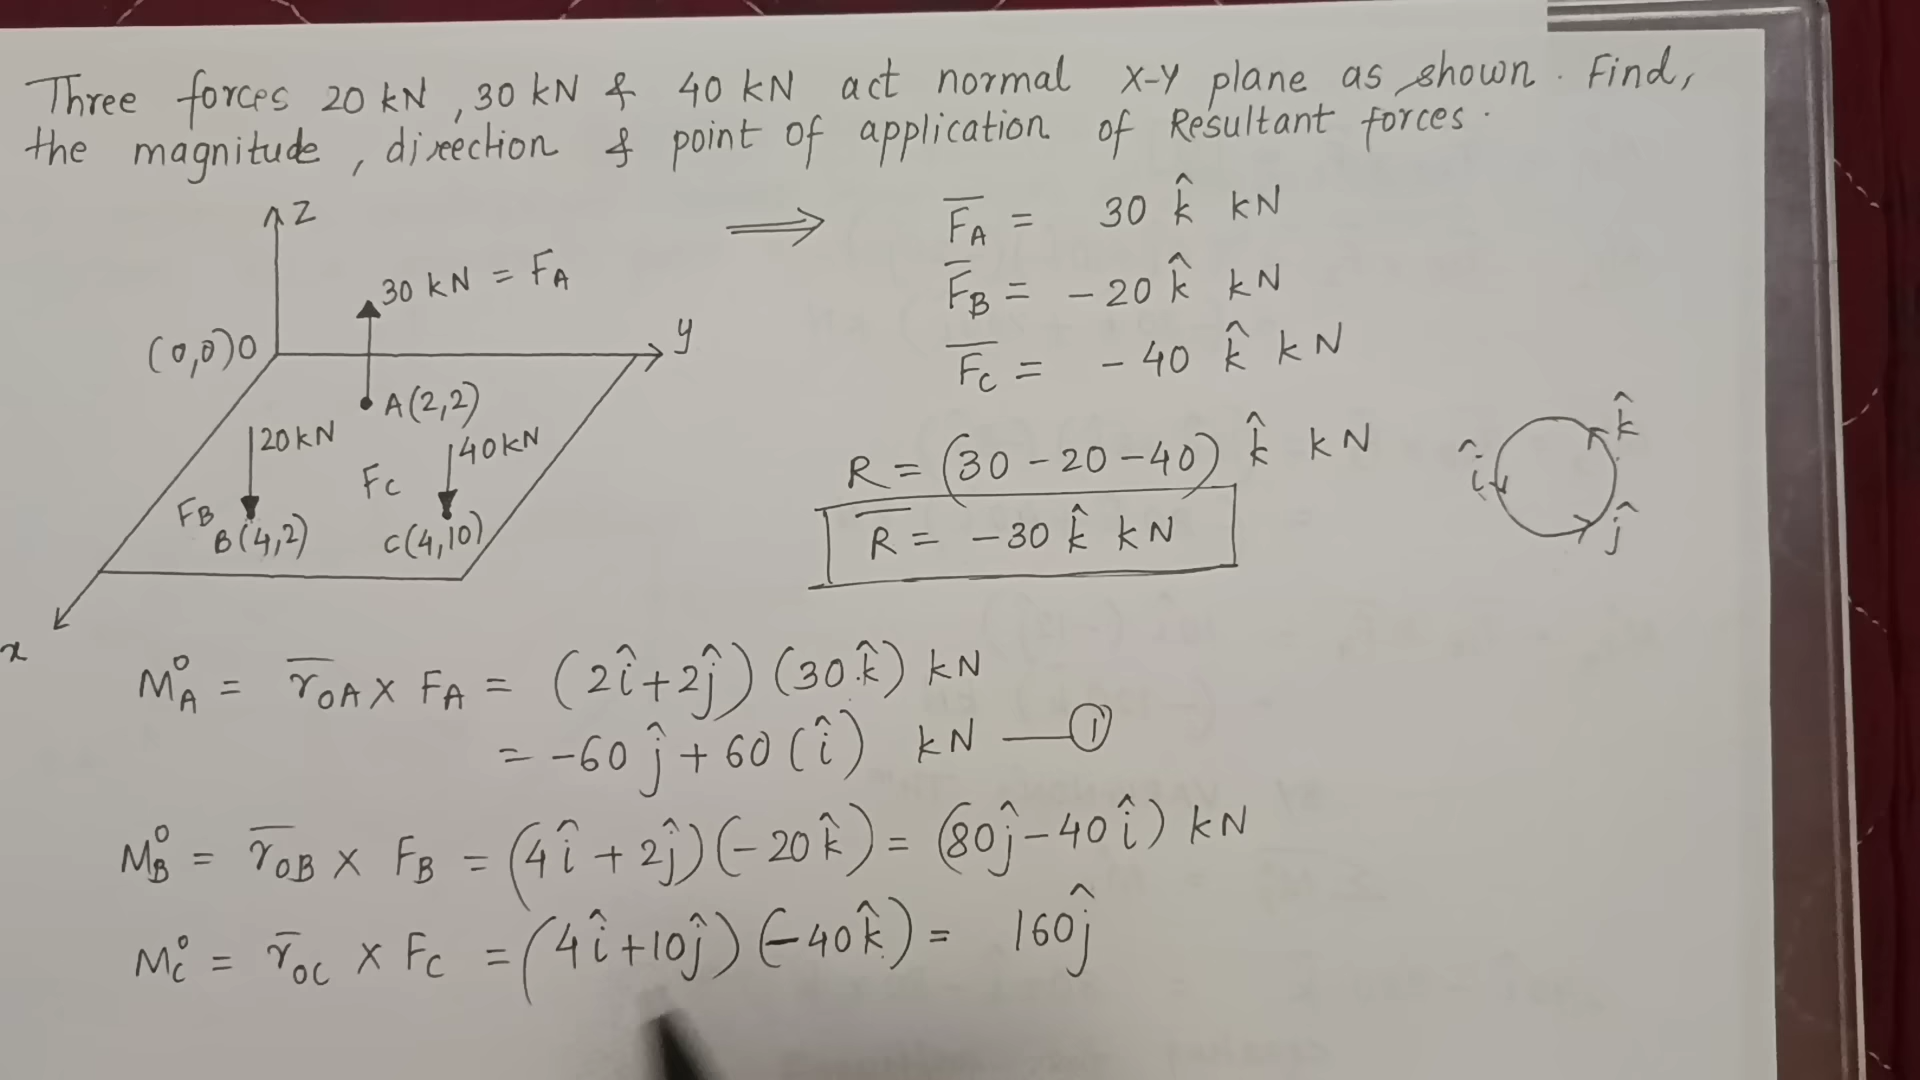 Three forces 20 kN, 30 kN & 40 kN act normal X-Y plane as shown. Find,
the magnitude, direction & point of application of Resultant forces.
z
30 kN = FA
(0,0)O
y
A(2,2)
20kN
40kN
Fc
FB
B(4,2)
C(4,10)
x
⟹ F̅A = 30 k̂ kN
F̅B = -20 k̂ kN
F̅c = -40 k̂ kN
R = (30-20-40) k̂ kN
R̅ = -30 k̂ kN
î
k̂
ĵ
M°A = r̅OA × FA = (2î+2ĵ)(30k̂) kN
= -60 ĵ + 60 (î) kN — ①
M°B = r̅OB × FB = (4î + 2ĵ)(-20k̂) = (80ĵ - 40î) kN
M°c = r̅OC × Fc = (4î+10ĵ)(-40k̂) = 160ĵ